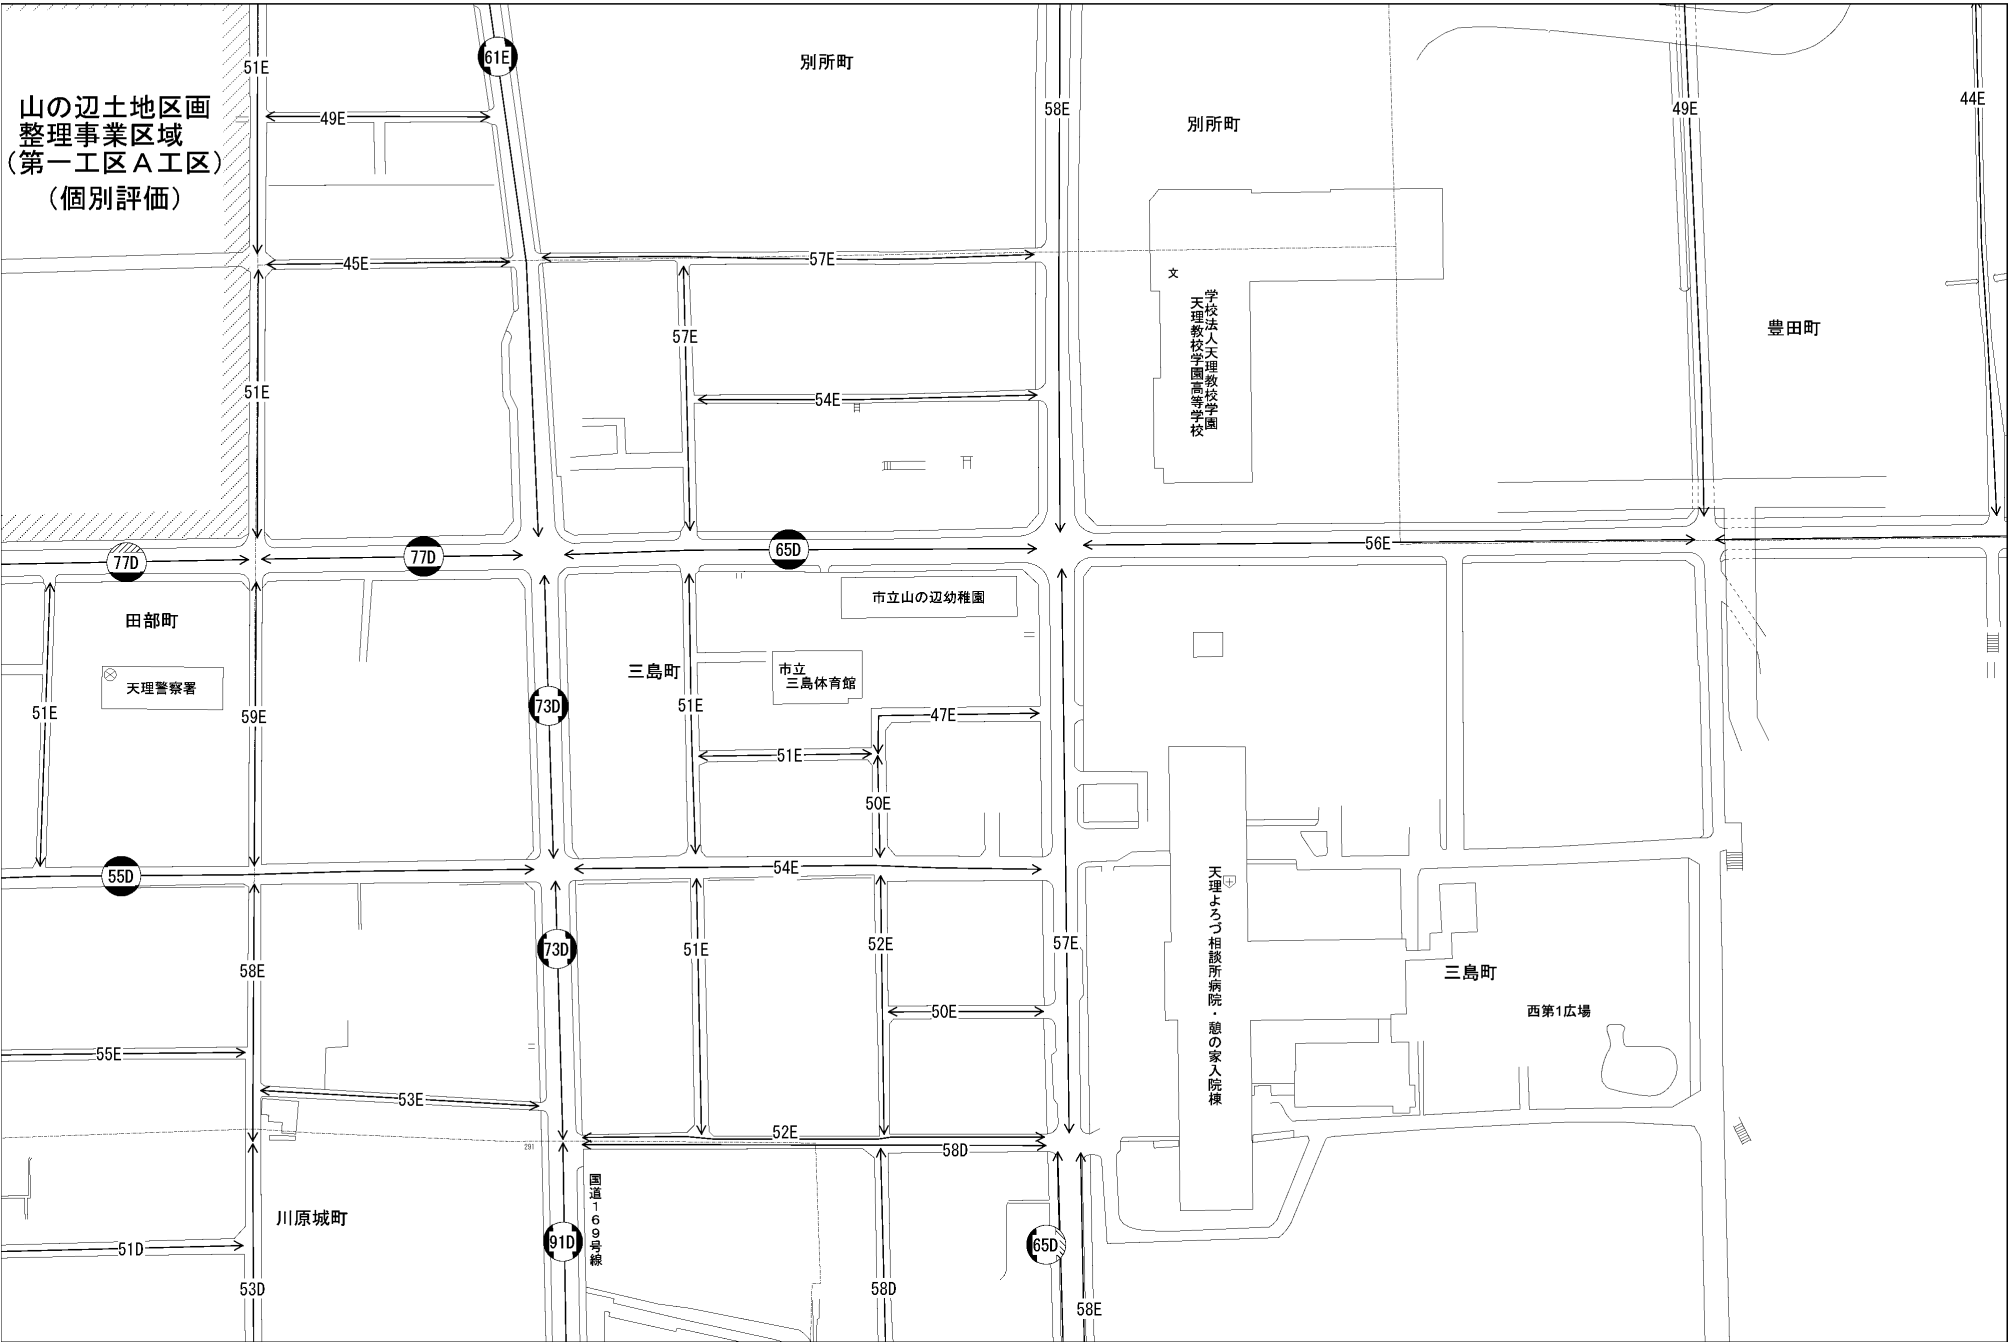 51E
61E
別所町
58E
別所町
49E
44E
山の辺土地区画
整理事業区域
(第一工区A工区)
(個別評価)
49E
45E
57E
文
学校法人天理教校学園
天理教校学園高等学校
57E
豊田町
51E
54E
77D
77D
65D
56E
田部町
市立山の辺幼稚園
三島町
市立
三島体育館
天理警察署
51E
59E
73D
51E
47E
51E
50E
55D
54E
天理よろづ相談所病院・憩の家入院棟
58E
73D
51E
52E
57E
三島町
50E
西第1広場
55E
53E
52E
58D
291
国道169号線
川原城町
51D
91D
65D
53D
58D
58E